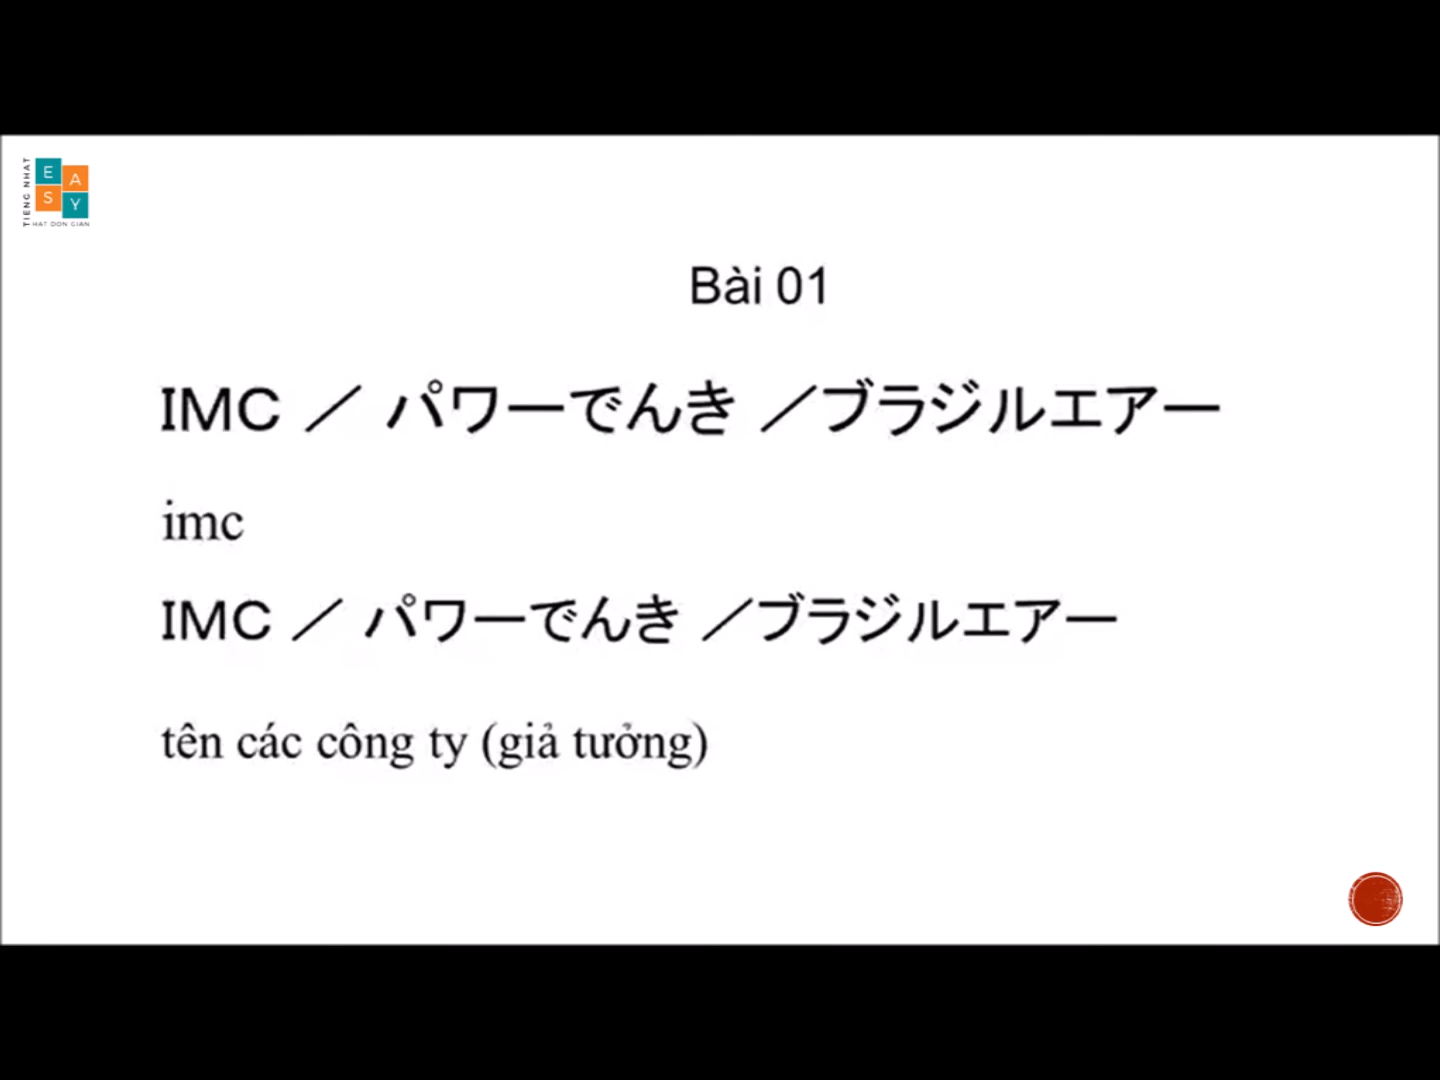 TIENG NHAT
E A
S Y
HAT DON GIAN
Bài 01
IMC ／ パワーでんき ／ブラジルエアー
imc
IMC ／ パワーでんき ／ブラジルエアー
tên các công ty (giả tưởng)